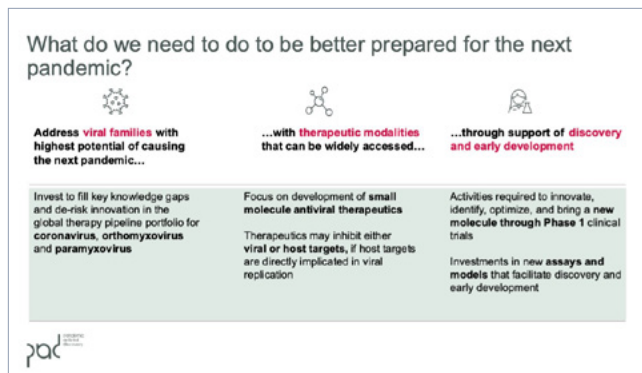 What do we need to do to be better prepared for the next
pandemic?
Address viral families with
highest potential of causing
the next pandemic…
…with therapeutic modalities
that can be widely accessed…
…through support of discovery
and early development
Invest to fill key knowledge gaps
and de-risk innovation in the
global therapy pipeline portfolio for
coronavirus, orthomyxovirus
and paramyxovirus
Focus on development of small
molecule antiviral therapeutics
Therapeutics may inhibit either
viral or host targets, if host targets
are directly implicated in viral
replication
Activities required to innovate,
identify, optimize, and bring a new
molecule through Phase 1 clinical
trials
Investments in new assays and
models that facilitate discovery and
early development
pad